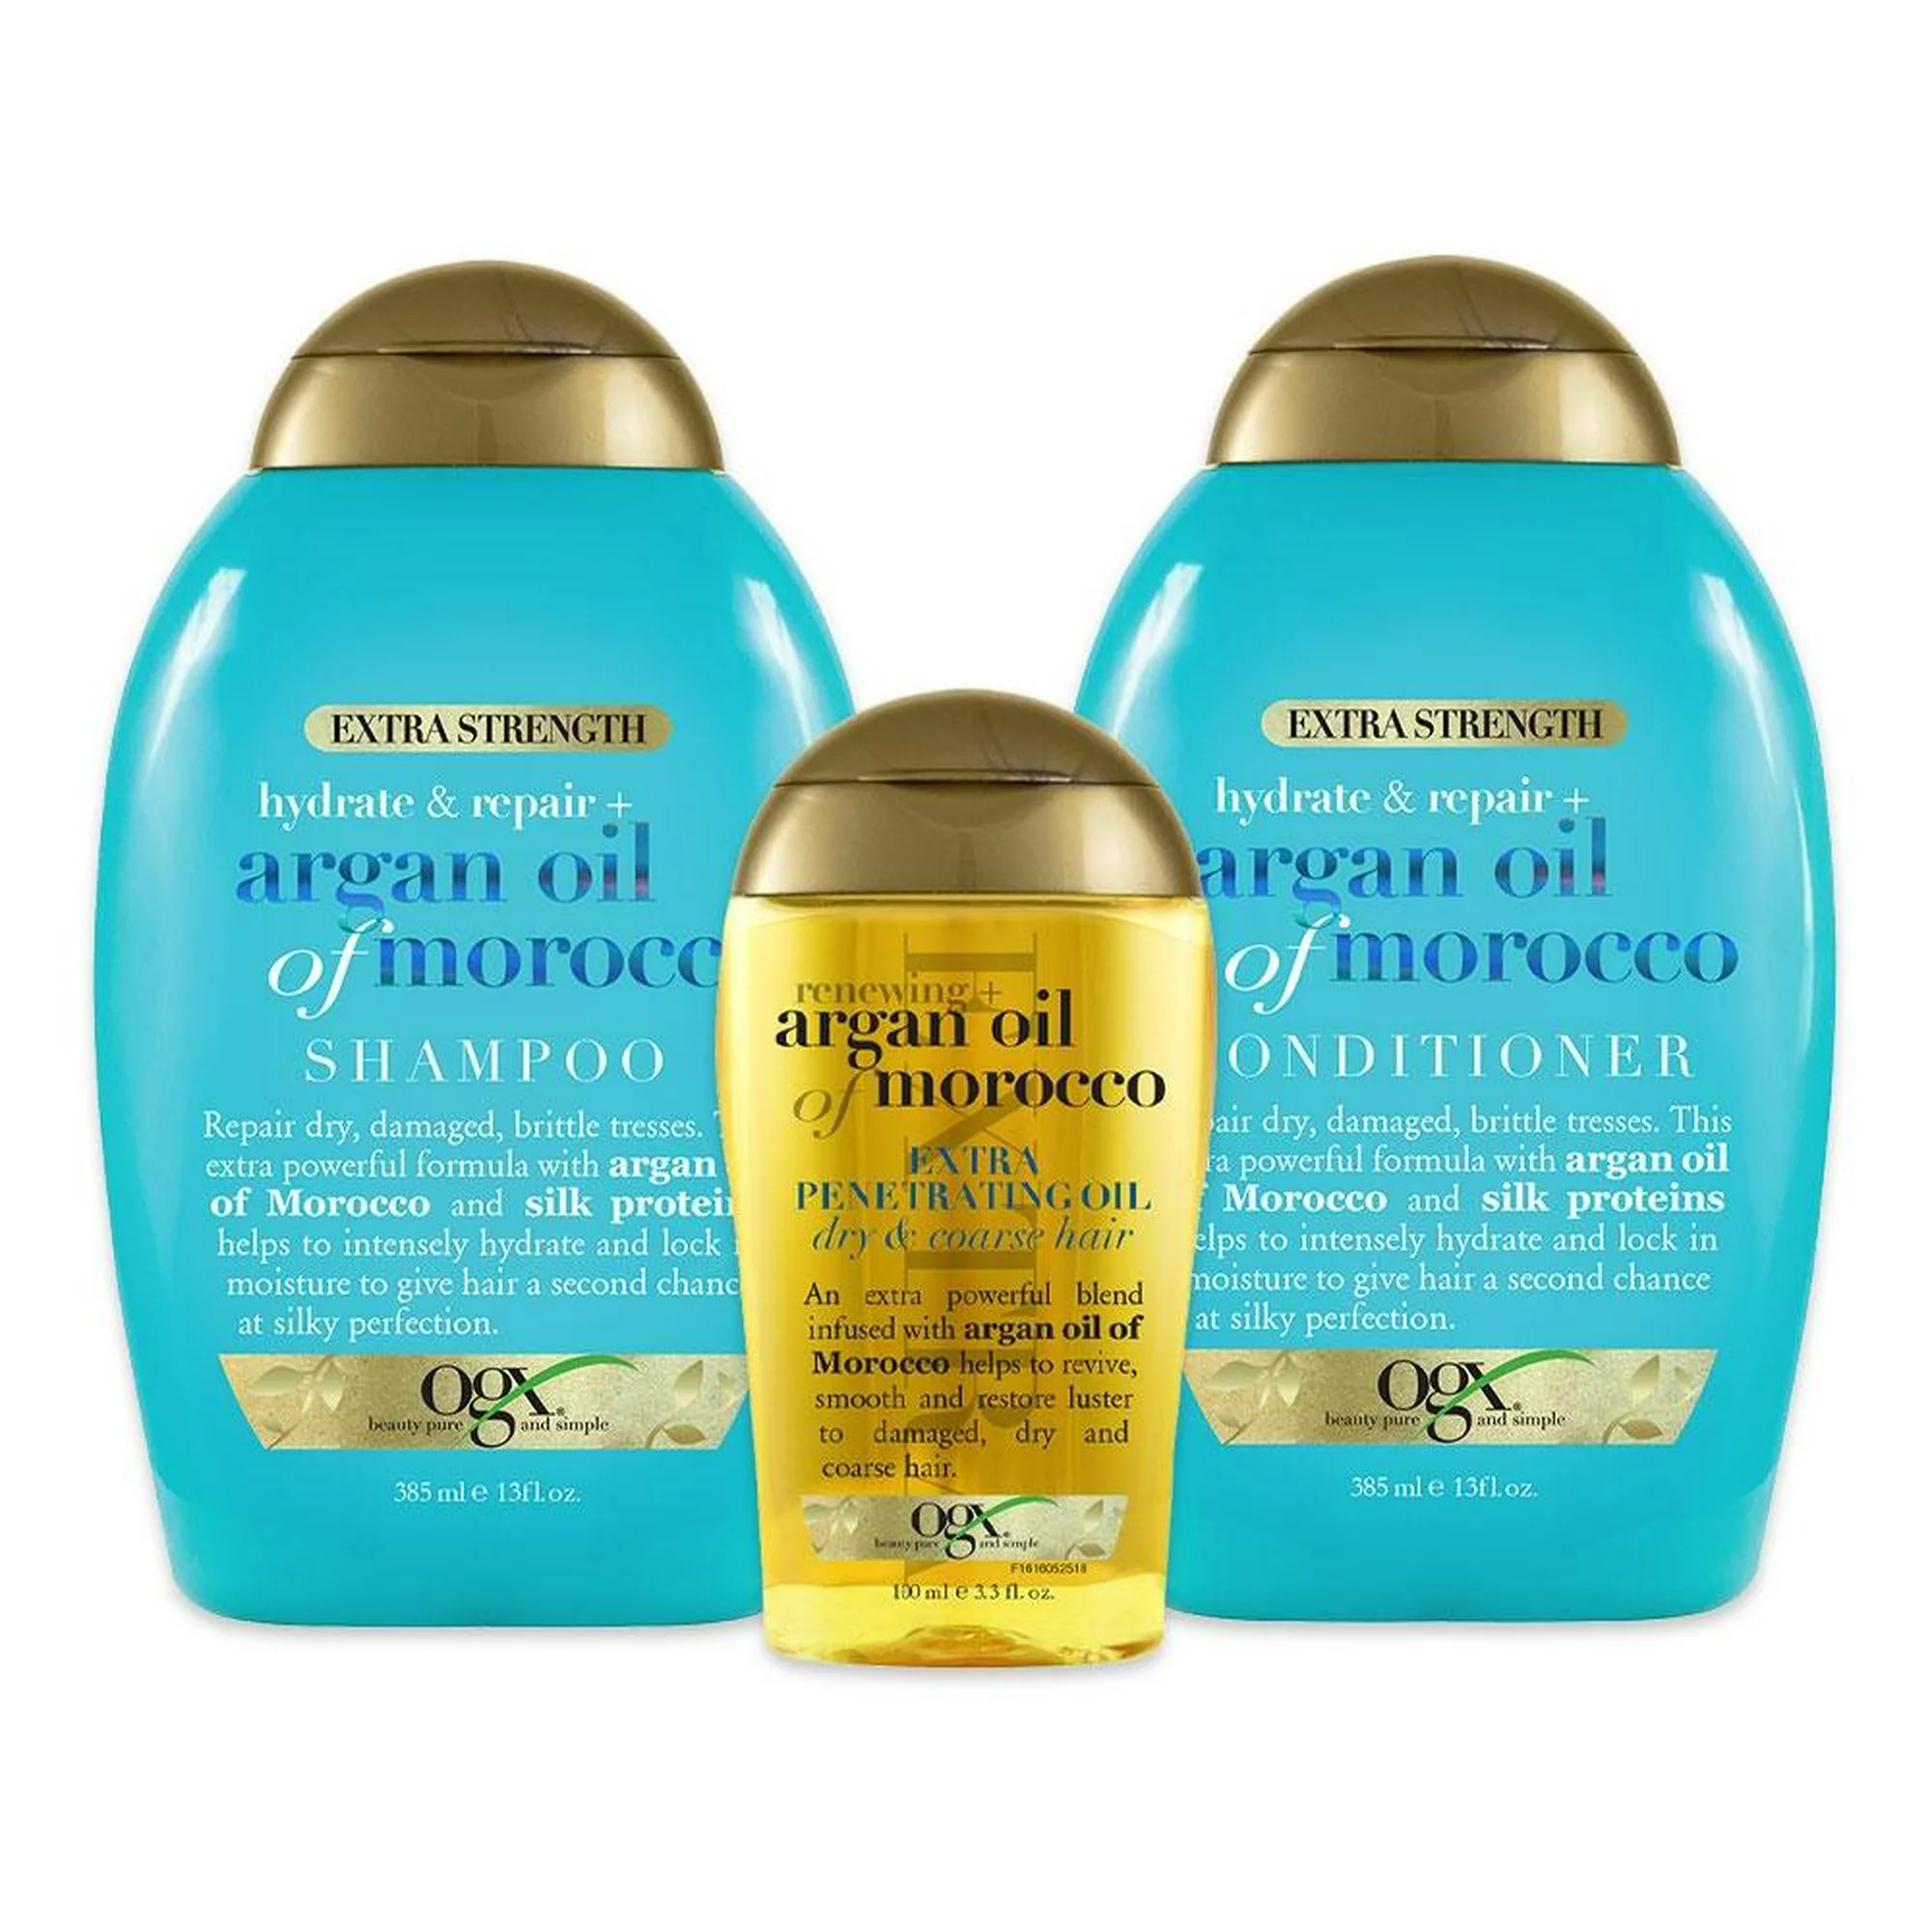 EXTRA STRENGTH
hydrate & repair +
argan oil
of morocc
SHAMPOO
Repair dry, damaged, brittle tresses.
extra powerful formula with argan
of Morocco and silk protein
helps to intensely hydrate and lock
moisture to give hair a second chanc
at silky perfection.
ogx®
beauty pure and simple
385 ml e 13fl.oz.
renewing +
argan oil
of morocco
EXTRA
PENETRATING OIL
dry & coarse hair
An extra powerful blend
infused with argan oil of
Morocco helps to revive,
smooth and restore luster
to damaged, dry and
coarse hair.
ogx®
beauty pure and simple
F1616052518
100 ml e 3.3 fl. oz.
EXTRA STRENGTH
hydrate & repair +
argan oil
of morocco
ONDITIONER
air dry, damaged, brittle tresses. This
ra powerful formula with argan oil
Morocco and silk proteins
elps to intensely hydrate and lock in
moisture to give hair a second chance
at silky perfection.
ogx®
beauty pure and simple
385 ml e 13fl.oz.